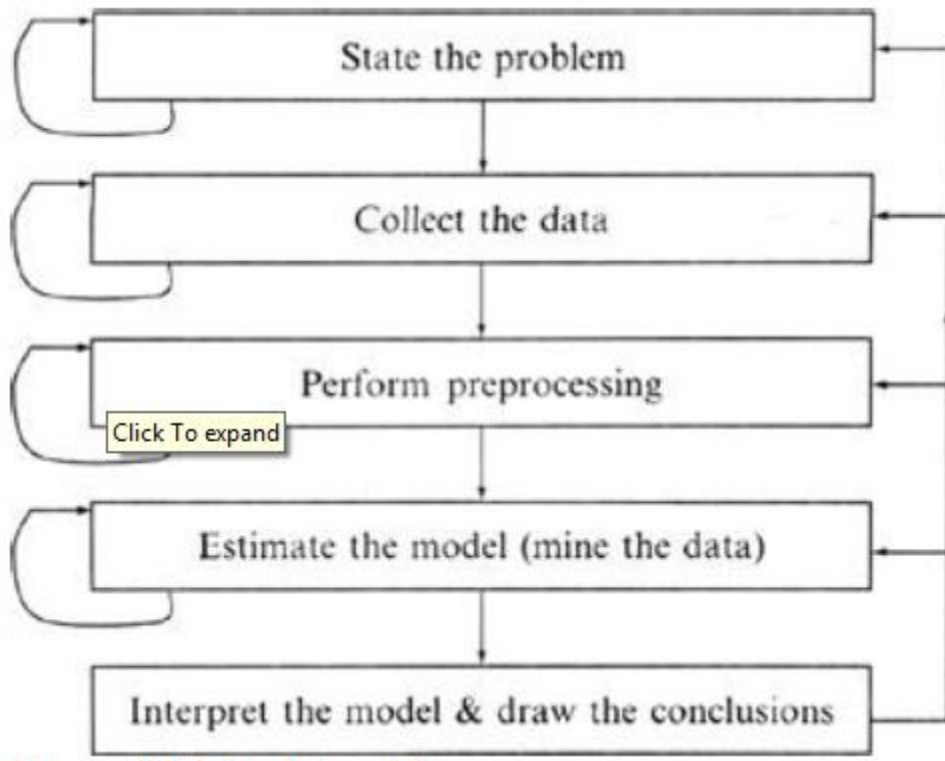 State the problem
Collect the data
Perform preprocessing
Click To expand
Estimate the model (mine the data)
Interpret the model & draw the conclusions